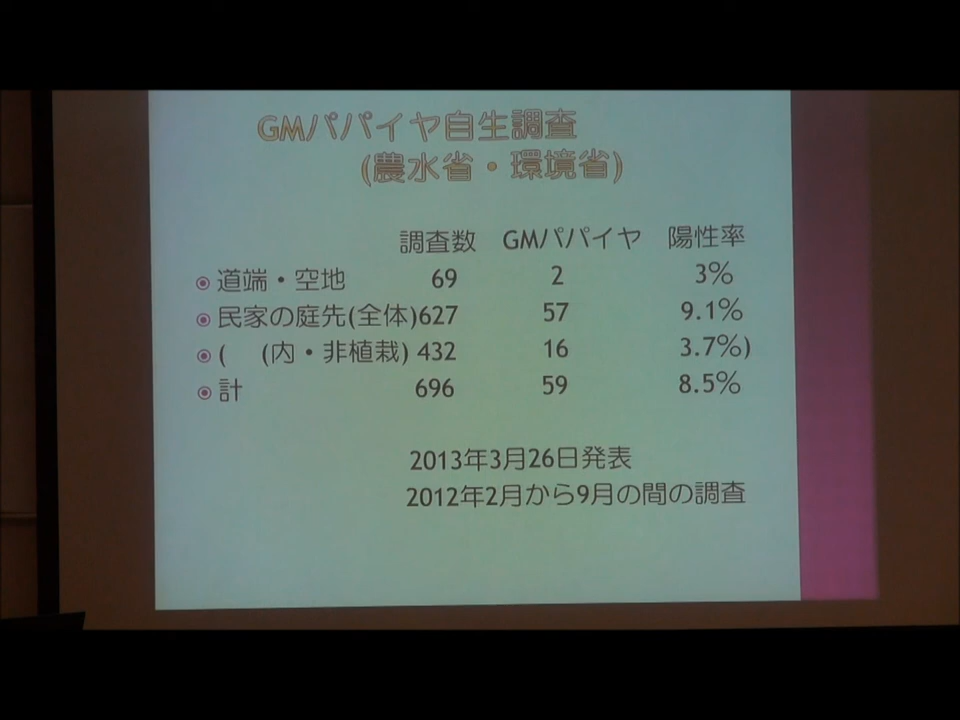 GMパパイヤ自生調査
(農水省・環境省)
調査数 GMパパイヤ 陽性率
道端・空地 69 2 3%
民家の庭先(全体)627 57 9.1%
( (内・非植栽) 432 16 3.7%)
計 696 59 8.5%
2013年3月26日発表
2012年2月から9月の間の調査